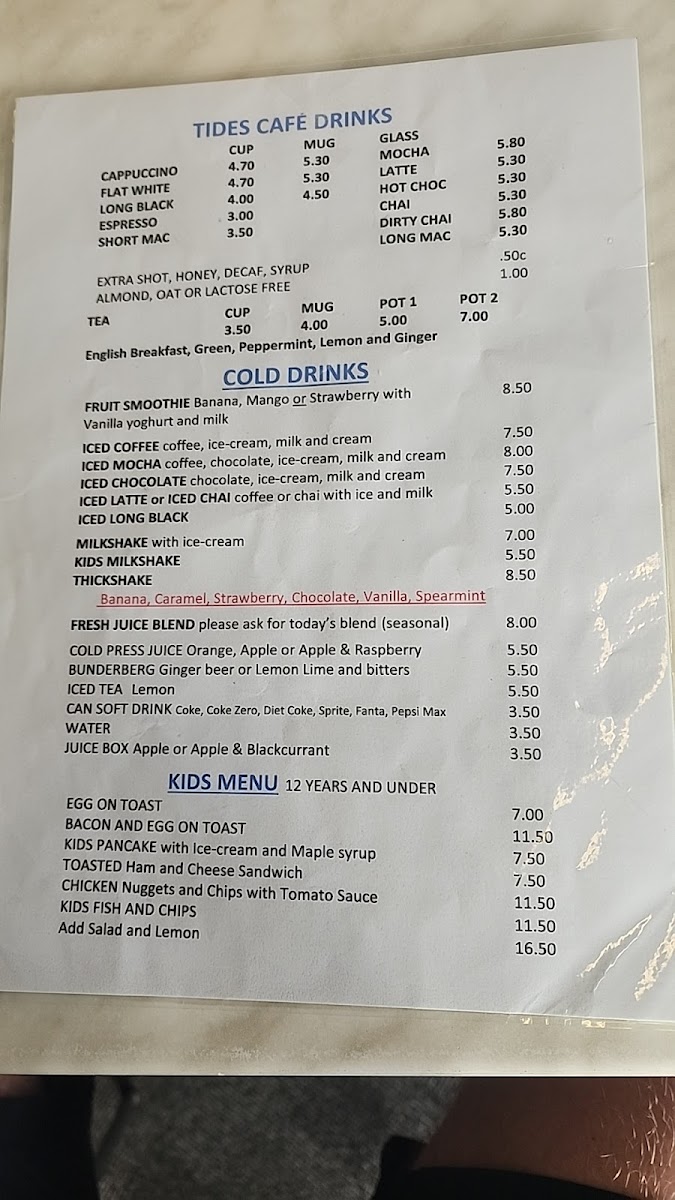 TIDES CAFÉ DRINKS
CUP MUG GLASS
CAPPUCCINO 4.70 5.30 MOCHA 5.80
FLAT WHITE 4.70 5.30 LATTE 5.30
LONG BLACK 4.00 4.50 HOT CHOC 5.30
ESPRESSO 3.00 CHAI 5.30
SHORT MAC 3.50 DIRTY CHAI 5.80
LONG MAC 5.30
EXTRA SHOT, HONEY, DECAF, SYRUP .50c
ALMOND, OAT OR LACTOSE FREE 1.00
TEA CUP MUG POT 1 POT 2
3.50 4.00 5.00 7.00
English Breakfast, Green, Peppermint, Lemon and Ginger
COLD DRINKS
FRUIT SMOOTHIE Banana, Mango or Strawberry with 8.50
Vanilla yoghurt and milk
ICED COFFEE coffee, ice-cream, milk and cream 7.50
ICED MOCHA coffee, chocolate, ice-cream, milk and cream 8.00
ICED CHOCOLATE chocolate, ice-cream, milk and cream 7.50
ICED LATTE or ICED CHAI coffee or chai with ice and milk 5.50
ICED LONG BLACK 5.00
MILKSHAKE with ice-cream 7.00
KIDS MILKSHAKE 5.50
THICKSHAKE 8.50
Banana, Caramel, Strawberry, Chocolate, Vanilla, Spearmint
FRESH JUICE BLEND please ask for today's blend (seasonal) 8.00
COLD PRESS JUICE Orange, Apple or Apple & Raspberry 5.50
BUNDERBERG Ginger beer or Lemon Lime and bitters 5.50
ICED TEA Lemon 5.50
CAN SOFT DRINK Coke, Coke Zero, Diet Coke, Sprite, Fanta, Pepsi Max 3.50
WATER 3.50
JUICE BOX Apple or Apple & Blackcurrant 3.50
KIDS MENU 12 YEARS AND UNDER
EGG ON TOAST 7.00
BACON AND EGG ON TOAST 11.50
KIDS PANCAKE with Ice-cream and Maple syrup 7.50
TOASTED Ham and Cheese Sandwich 7.50
CHICKEN Nuggets and Chips with Tomato Sauce 11.50
KIDS FISH AND CHIPS 11.50
Add Salad and Lemon 16.50